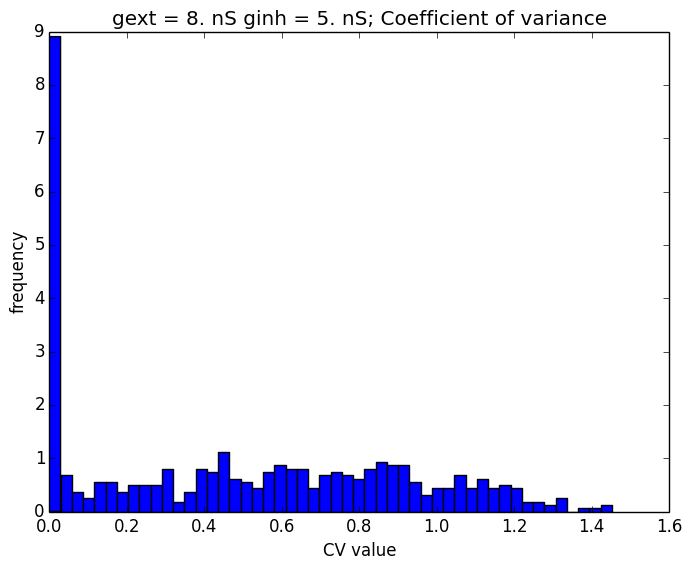 gext = 8. nS ginh = 5. nS; Coefficient of variance
9
8
7
6
5
4
3
2
1
0
frequency
0.0 0.2 0.4 0.6 0.8 1.0 1.2 1.4 1.6
CV value